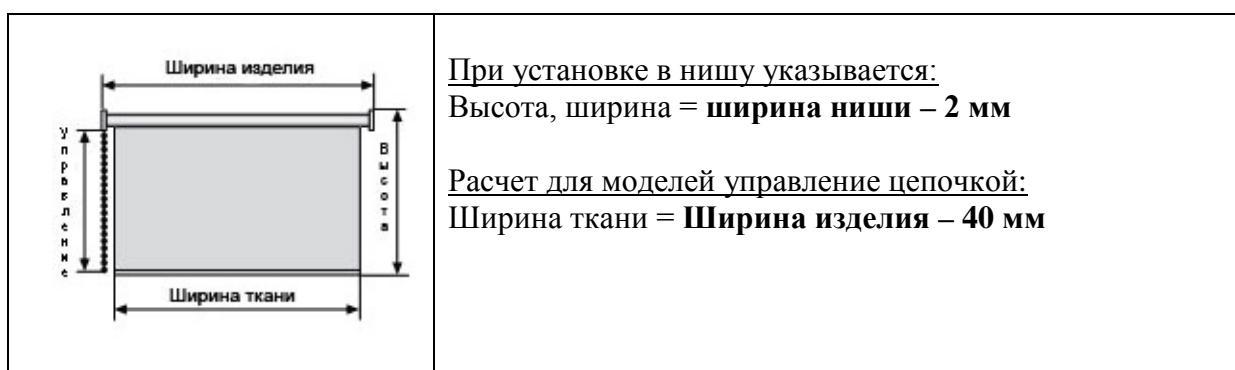 Ширина изделия
Управление
Высота
Ширина ткани
При установке в нишу указывается:
Высота, ширина = ширина ниши – 2 мм
Расчет для моделей управление цепочкой:
Ширина ткани = Ширина изделия – 40 мм